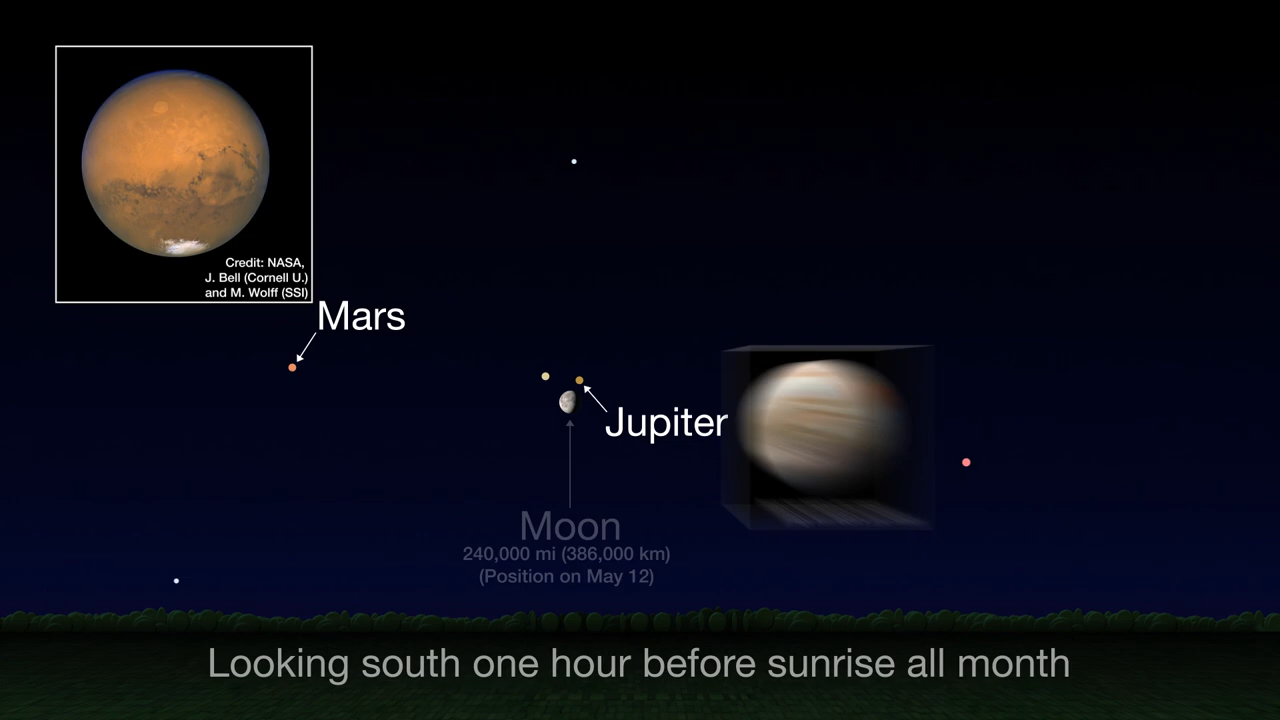 Credit: NASA,
J. Bell (Cornell U.)
and M. Wolff (SSI)
Mars
Jupiter
Moon
240,000 mi (386,000 km)
(Position on May 12)
Looking south one hour before sunrise all month